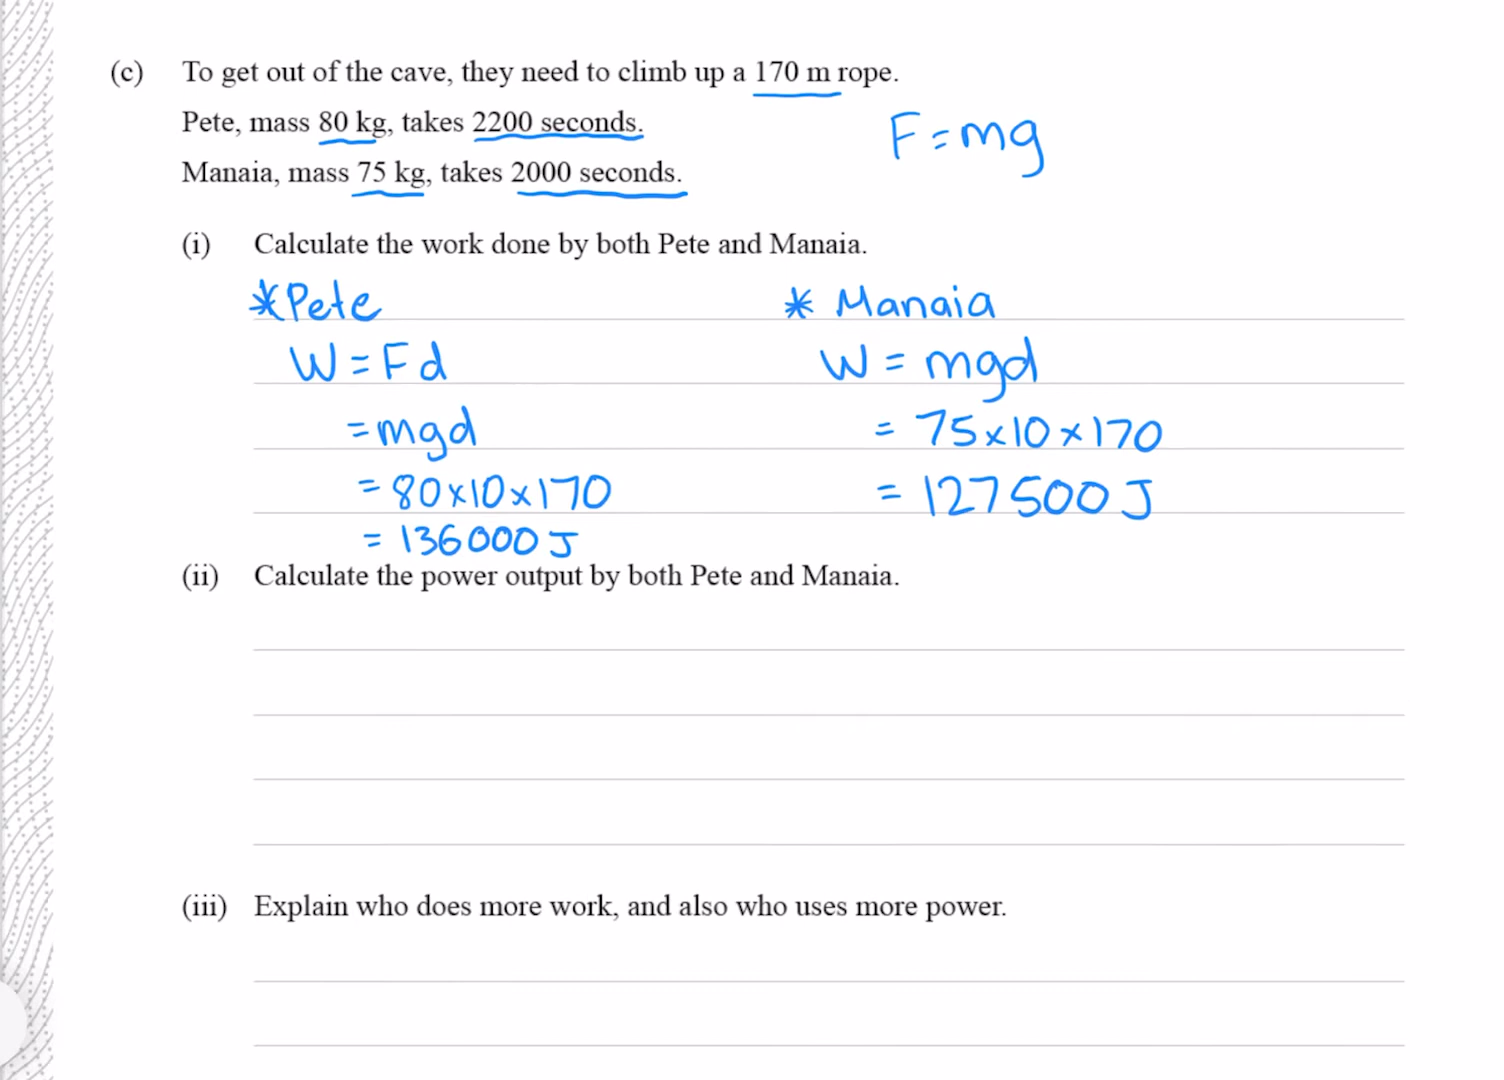 (c) To get out of the cave, they need to climb up a 170 m rope.
Pete, mass 80 kg, takes 2200 seconds.
F=mg
Manaia, mass 75 kg, takes 2000 seconds.
(i) Calculate the work done by both Pete and Manaia.
*Pete
W=Fd
=mgd
=80×10×170
=136000J
* Manaia
W = mgd
= 75×10×170
= 127500J
(ii) Calculate the power output by both Pete and Manaia.
(iii) Explain who does more work, and also who uses more power.